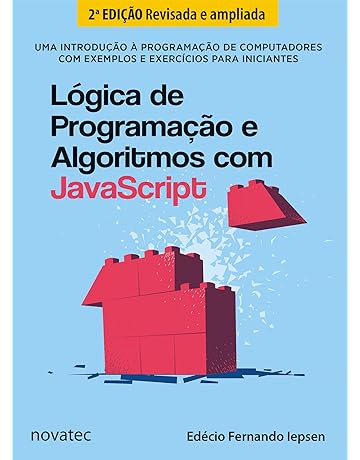 2ª EDIÇÃO Revisada e ampliada
UMA INTRODUÇÃO À PROGRAMAÇÃO DE COMPUTADORES
COM EXEMPLOS E EXERCÍCIOS PARA INICIANTES
Lógica de
Programação e
Algoritmos com
JavaScript
novatec
Edécio Fernando Iepsen